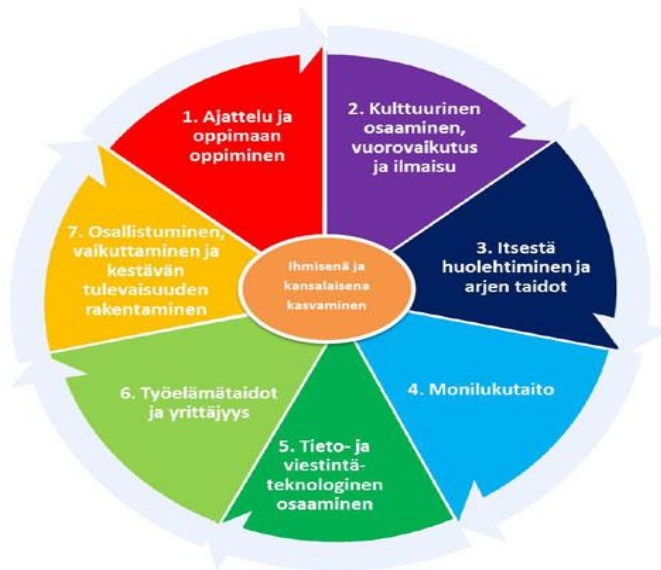 1. Ajattelu ja
oppimaan
oppiminen
2. Kulttuurinen
osaaminen,
vuorovaikutus
ja ilmaisu
3. Itsestä
huolehtiminen ja
arjen taidot
4. Monilukutaito
5. Tieto- ja
viestintä-
teknologinen
osaaminen
6. Työelämätaidot
ja yrittäjyys
7. Osallistuminen,
vaikuttaminen ja
kestävän
tulevaisuuden
rakentaminen
Ihmisenä ja
kansalaisena
kasvaminen